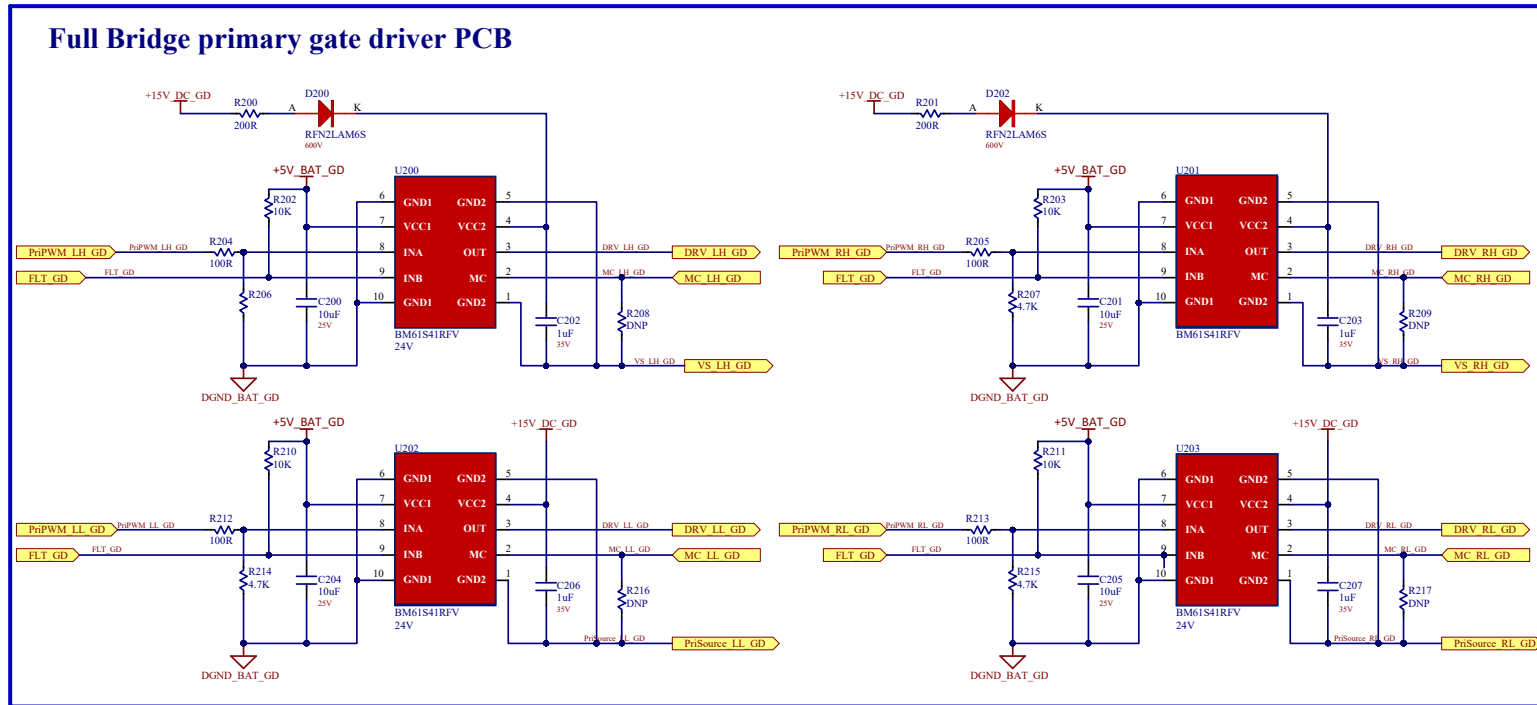 Full Bridge primary gate driver PCB
+15V_DC_GD
R200
200R
D200
A
K
RFN2LAM6S
600V
+5V_BAT_GD
R202
10K
U200
6
GND1
GND2
5
7
VCC1
VCC2
4
PriPWM_LH_GD
PriPWM_LH_GD
R204
100R
8
INA
OUT
3
DRV_LH_GD
DRV_LH_GD
FLT_GD
FLT_GD
9
INB
MC
2
MC_LH_GD
MC_LH_GD
R206
C200
10uF
25V
10
GND1
GND2
1
BM61S41RFV
24V
C202
1uF
35V
R208
DNP
VS_LH_GD
VS_LH_GD
DGND_BAT_GD
+15V_DC_GD
R201
200R
D202
A
K
RFN2LAM6S
600V
+5V_BAT_GD
R203
10K
U201
6
GND1
GND2
5
7
VCC1
VCC2
4
PriPWM_RH_GD
PriPWM_RH_GD
R205
100R
8
INA
OUT
3
DRV_RH_GD
DRV_RH_GD
FLT_GD
FLT_GD
9
INB
MC
2
MC_RH_GD
MC_RH_GD
R207
4.7K
C201
10uF
25V
10
GND1
GND2
1
BM61S41RFV
24V
C203
1uF
35V
R209
DNP
VS_RH_GD
VS_RH_GD
DGND_BAT_GD
+5V_BAT_GD
+15V_DC_GD
R210
10K
U202
6
GND1
GND2
5
7
VCC1
VCC2
4
PriPWM_LL_GD
PriPWM_LL_GD
R212
100R
8
INA
OUT
3
DRV_LL_GD
DRV_LL_GD
FLT_GD
FLT_GD
9
INB
MC
2
MC_LL_GD
MC_LL_GD
R214
4.7K
C204
10uF
25V
10
GND1
GND2
1
BM61S41RFV
24V
C206
1uF
35V
R216
DNP
PriSource_LL_GD
PriSource_LL_GD
DGND_BAT_GD
+5V_BAT_GD
+15V_DC_GD
R211
10K
U203
6
GND1
GND2
5
7
VCC1
VCC2
4
PriPWM_RL_GD
PriPWM_RL_GD
R213
100R
8
INA
OUT
3
DRV_RL_GD
DRV_RL_GD
FLT_GD
FLT_GD
9
INB
MC
2
MC_RL_GD
MC_RL_GD
R215
4.7K
C205
10uF
25V
10
GND1
GND2
1
BM61S41RFV
24V
C207
1uF
35V
R217
DNP
PriSource_RL_GD
PriSource_RL_GD
DGND_BAT_GD